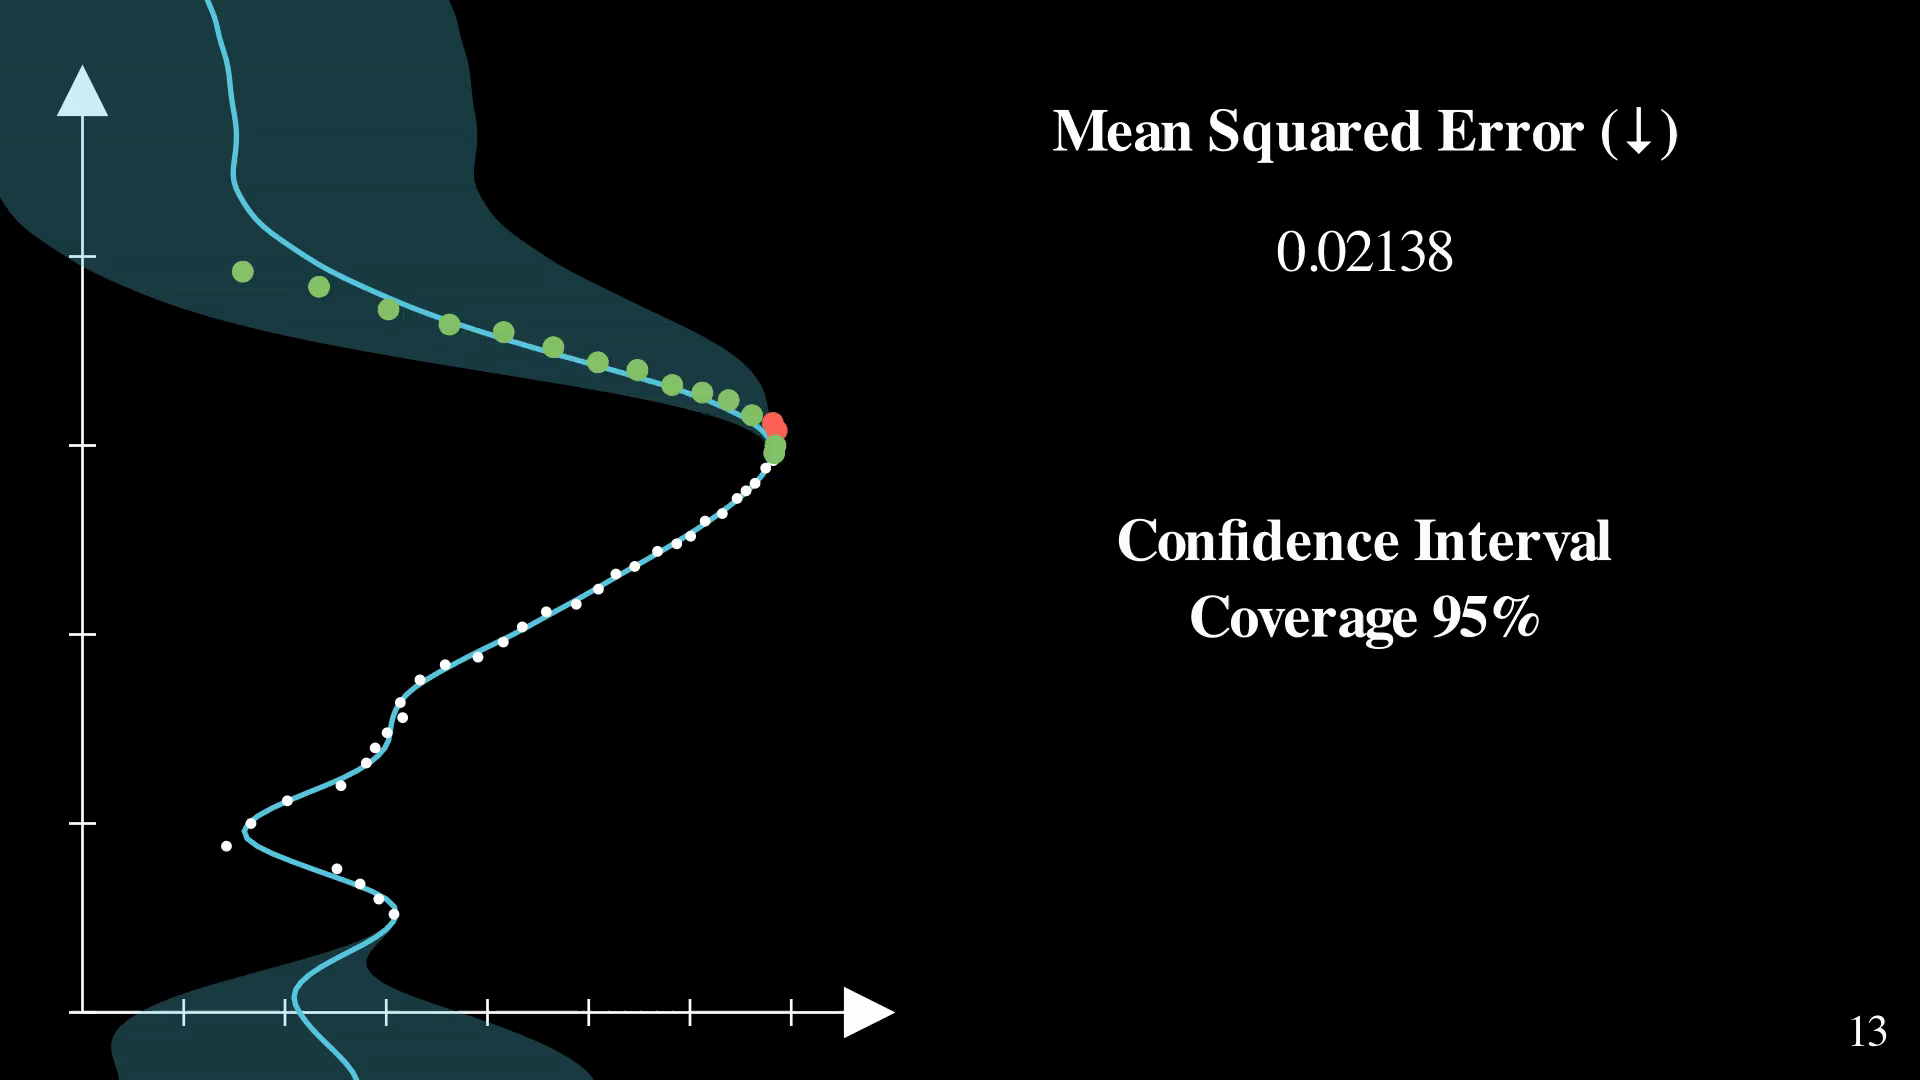 Mean Squared Error (↓)
0.02138
Confidence Interval
Coverage 95%
13